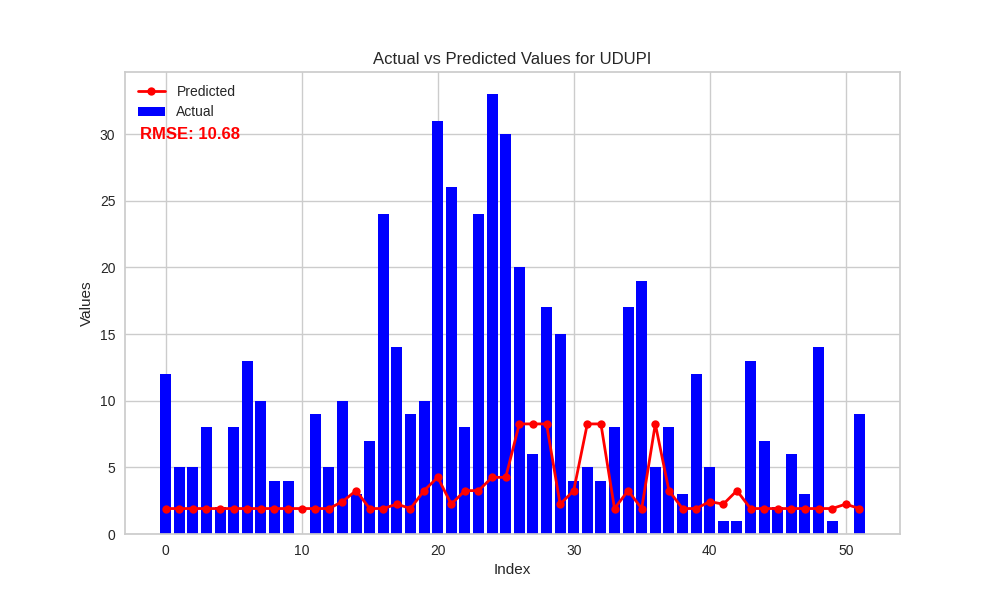 Actual vs Predicted Values for UDUPI
Predicted
Actual
RMSE: 10.68
Values
30
25
20
15
10
5
0
0 10 20 30 40 50
Index